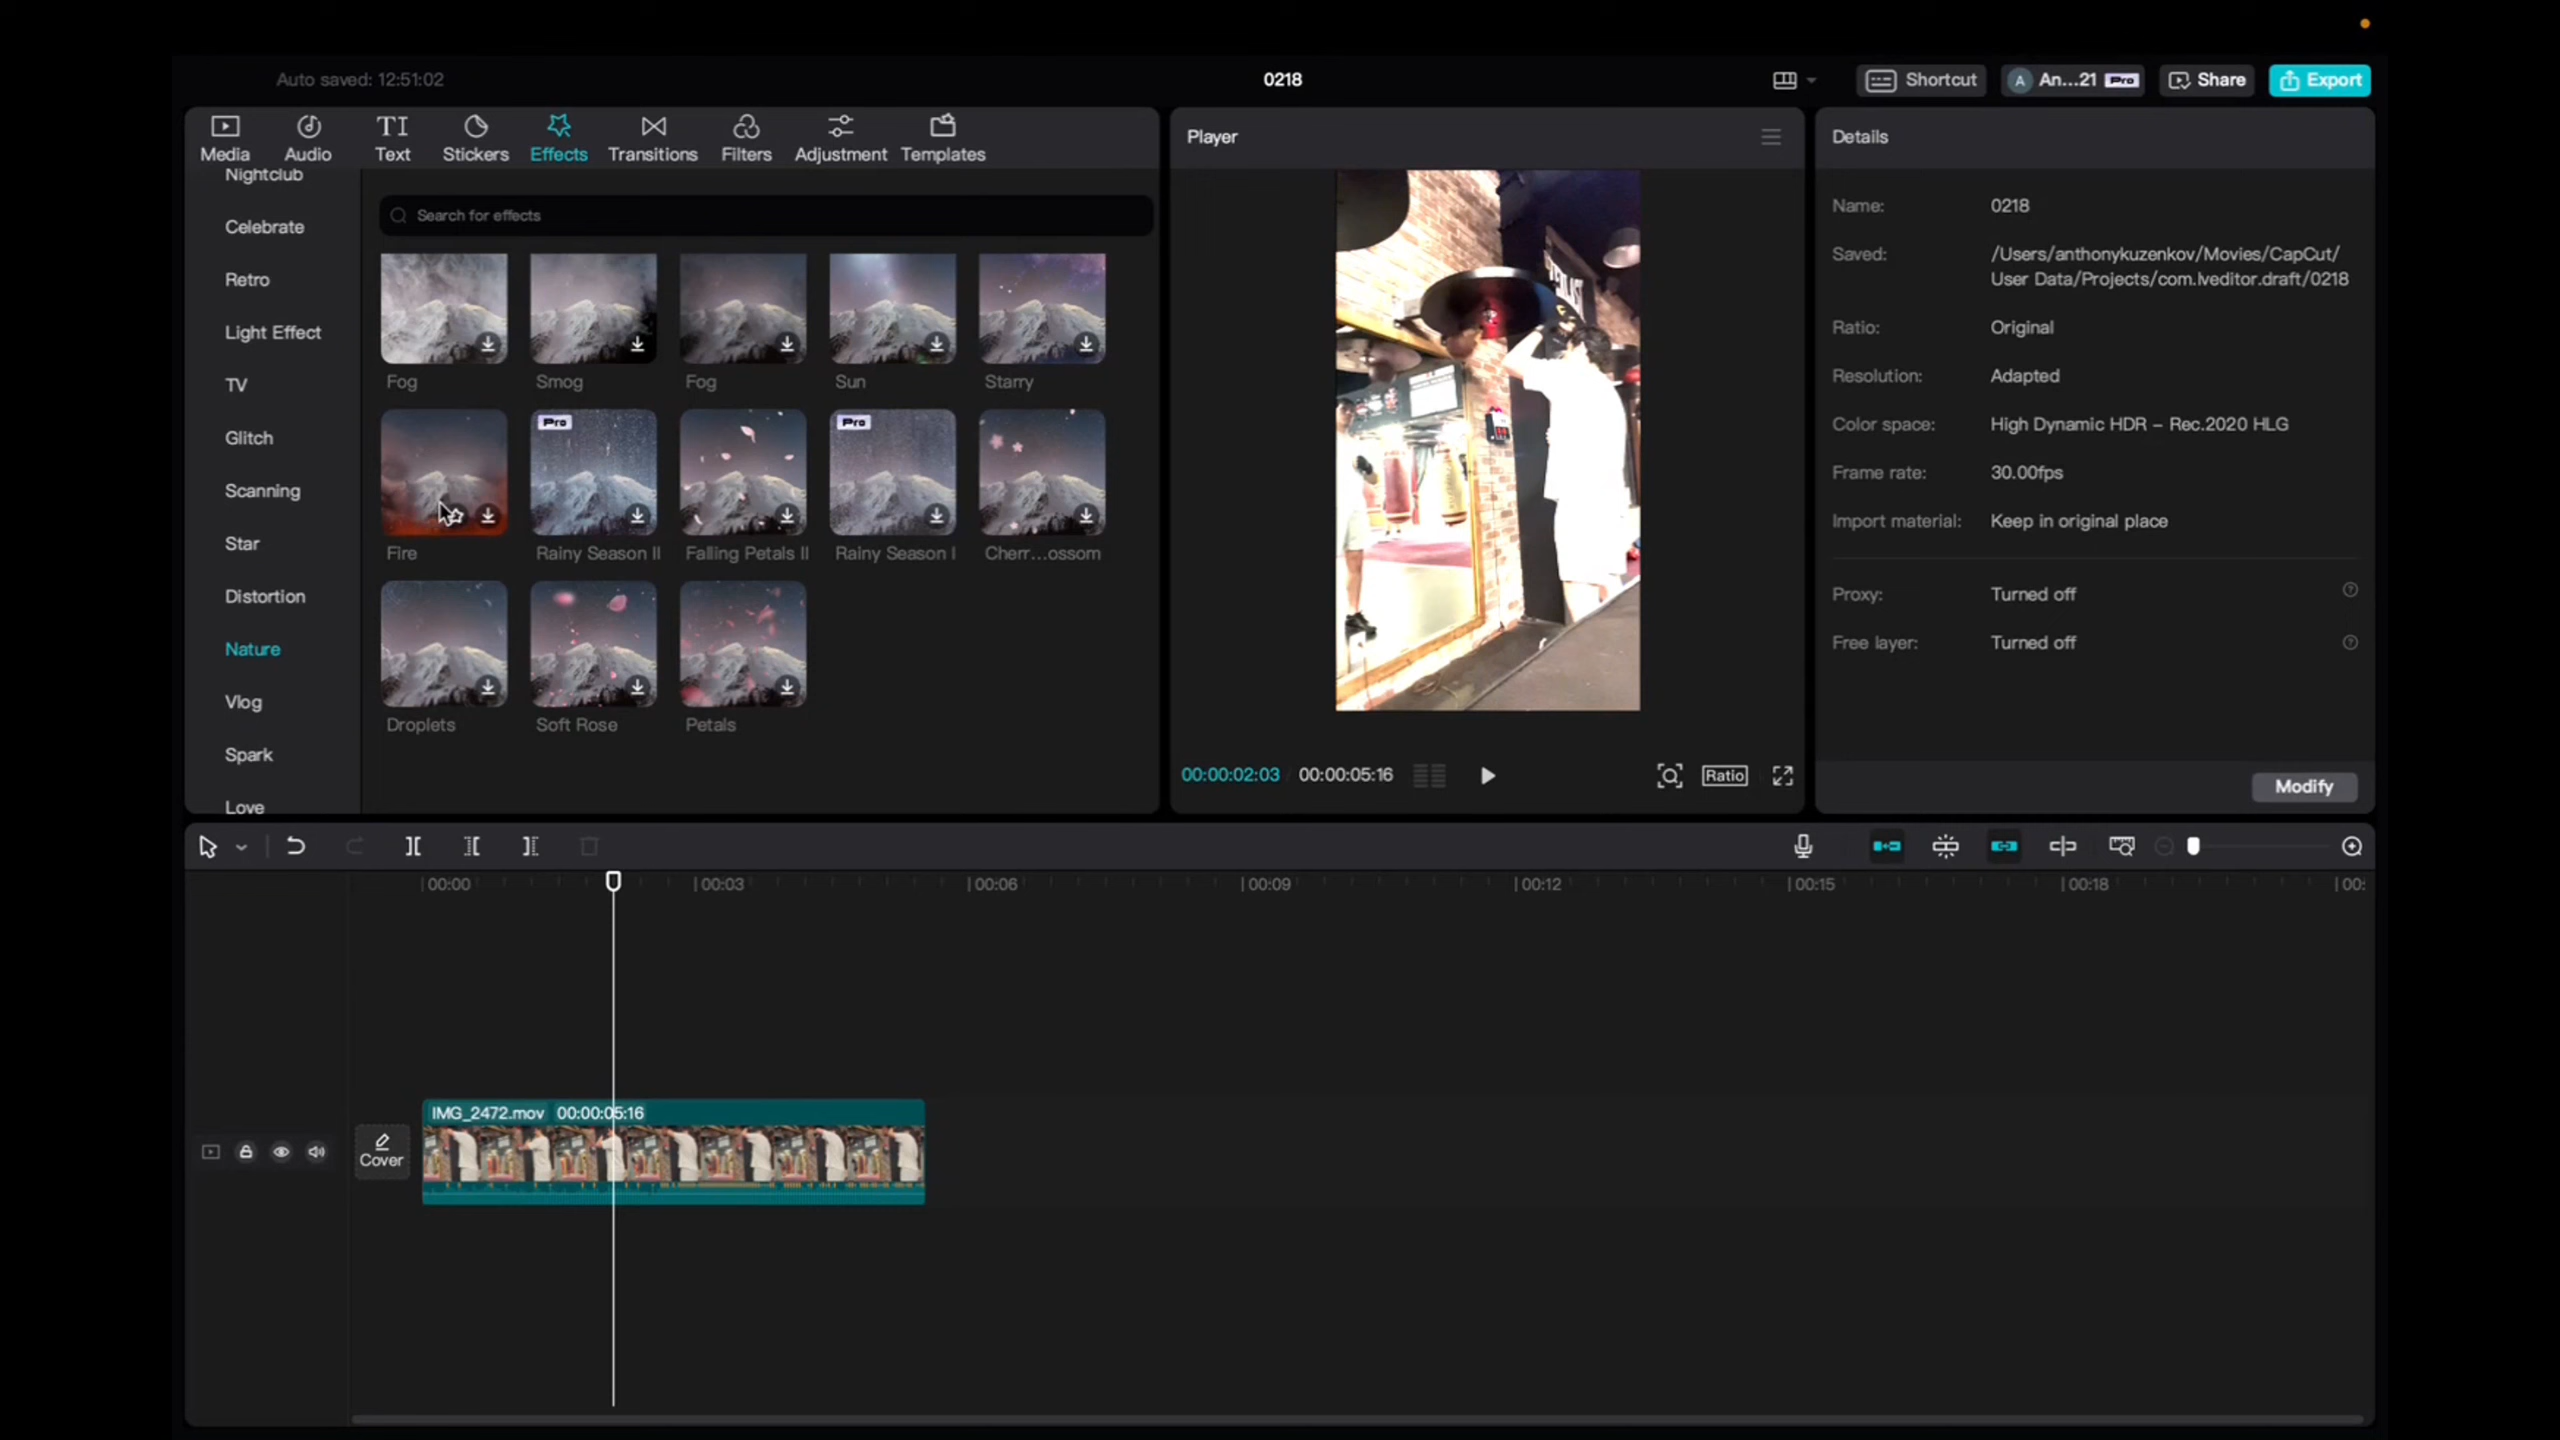 Auto saved: 12:51:02
0218
Shortcut
A An...21 Pro
Share
Export
Media
Audio
TI
Text
Stickers
Effects
Transitions
Filters
Adjustment
Templates
Player
Details
Nightclub
Celebrate
Retro
Light Effect
TV
Glitch
Scanning
Star
Distortion
Nature
Vlog
Spark
Love
Search for effects
Fog
Smog
Fog
Sun
Starry
Pro
Pro
Fire
Rainy Season II
Falling Petals II
Rainy Season I
Cherr...ossom
Droplets
Soft Rose
Petals
00:00:02:03
00:00:05:16
Ratio
Name: 0218
Saved: /Users/anthonykuzenkov/Movies/CapCut/
User Data/Projects/com.lveditor.draft/0218
Ratio: Original
Resolution: Adapted
Color space: High Dynamic HDR – Rec.2020 HLG
Frame rate: 30.00fps
Import material: Keep in original place
Proxy: Turned off
Free layer: Turned off
Modify
00:00
00:03
00:06
00:09
00:12
00:15
00:18
00:
IMG_2472.mov 00:00:05:16
Cover